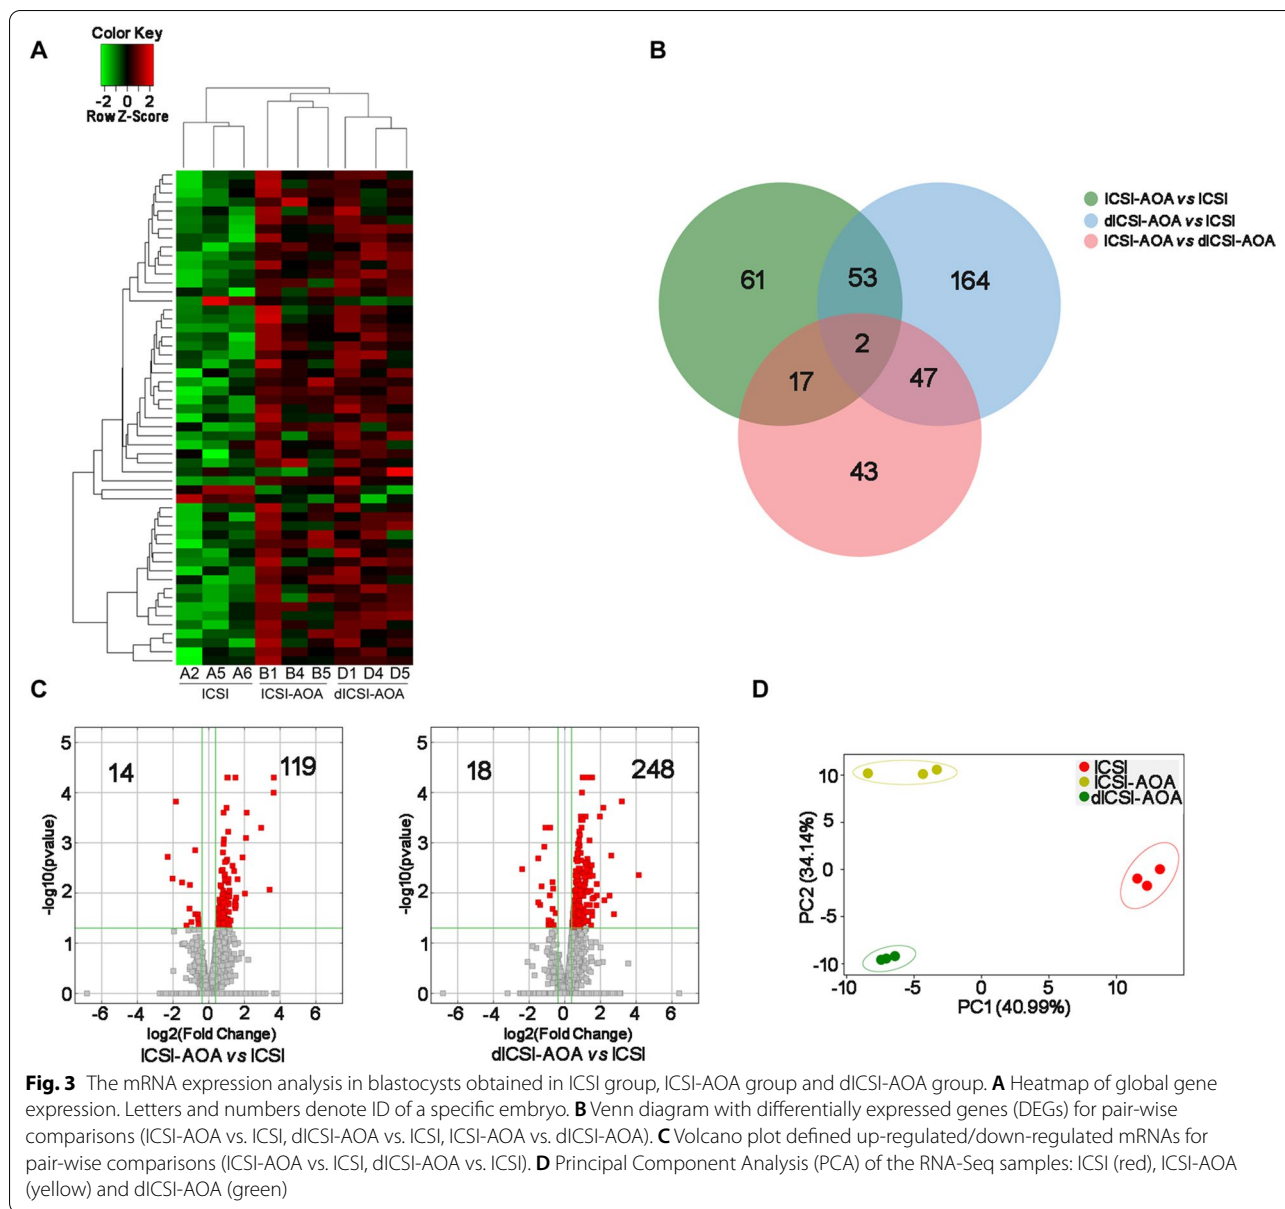 A
Color Key
-2 0 2
Row Z-Score
A2 A5 A6 B1 B4 B5 D1 D4 D5
ICSI ICSI-AOA dICSI-AOA
B
ICSI-AOA vs ICSI
dICSI-AOA vs ICSI
ICSI-AOA vs dICSI-AOA
61
53
164
2
17
47
43
C
14
119
5
4
3
2
1
0
-log10(pvalue)
-6 -4 -2 0 2 4 6
log2(Fold Change)
ICSI-AOA vs ICSI
18
248
5
4
3
2
1
0
-log10(pvalue)
-6 -4 -2 0 2 4 6
log2(Fold Change)
dICSI-AOA vs ICSI
D
ICSI
ICSI-AOA
dICSI-AOA
10
5
0
-5
-10
PC2 (34.14%)
-10 -5 0 5 10
PC1 (40.99%)
Fig. 3 The mRNA expression analysis in blastocysts obtained in ICSI group, ICSI-AOA group and dICSI-AOA group. A Heatmap of global gene
expression. Letters and numbers denote ID of a specific embryo. B Venn diagram with differentially expressed genes (DEGs) for pair-wise
comparisons (ICSI-AOA vs. ICSI, dICSI-AOA vs. ICSI, ICSI-AOA vs. dICSI-AOA). C Volcano plot defined up-regulated/down-regulated mRNAs for
pair-wise comparisons (ICSI-AOA vs. ICSI, dICSI-AOA vs. ICSI). D Principal Component Analysis (PCA) of the RNA-Seq samples: ICSI (red), ICSI-AOA
(yellow) and dICSI-AOA (green)